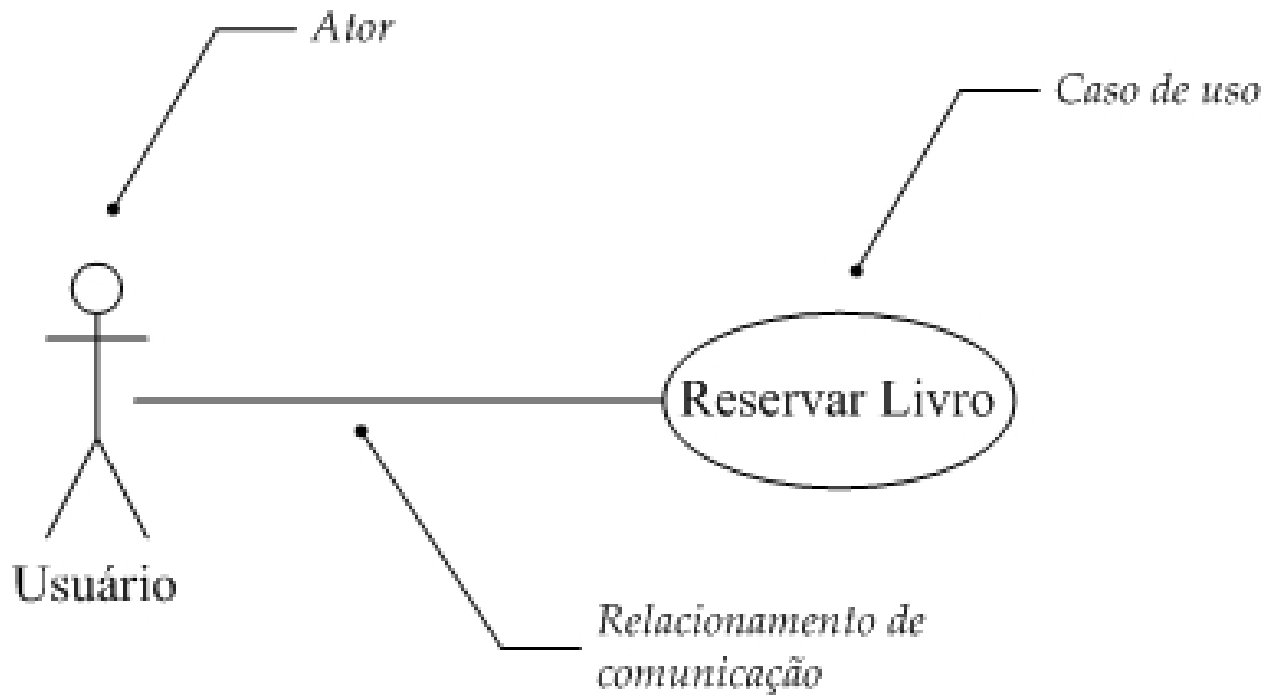 Ator
Caso de uso
Reservar Livro
Usuário
Relacionamento de
comunicação